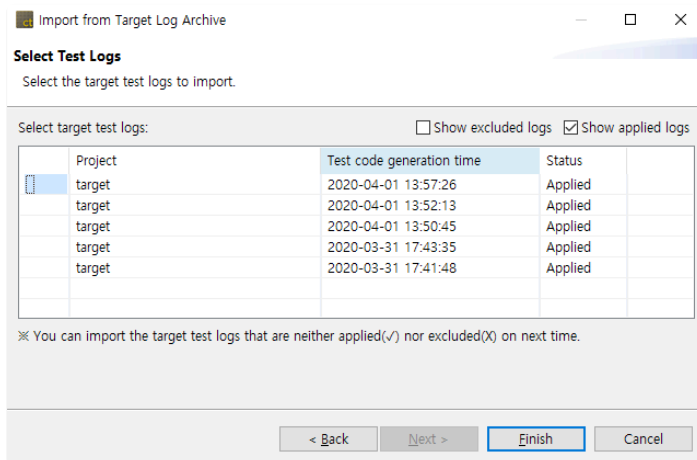 ct Import from Target Log Archive
Select Test Logs
Select the target test logs to import.
Select target test logs: Show excluded logs Show applied logs
Project Test code generation time Status
target 2020-04-01 13:57:26 Applied
target 2020-04-01 13:52:13 Applied
target 2020-04-01 13:50:45 Applied
target 2020-03-31 17:43:35 Applied
target 2020-03-31 17:41:48 Applied
※ You can import the target test logs that are neither applied(√) nor excluded(X) on next time.
< Back Next > Finish Cancel